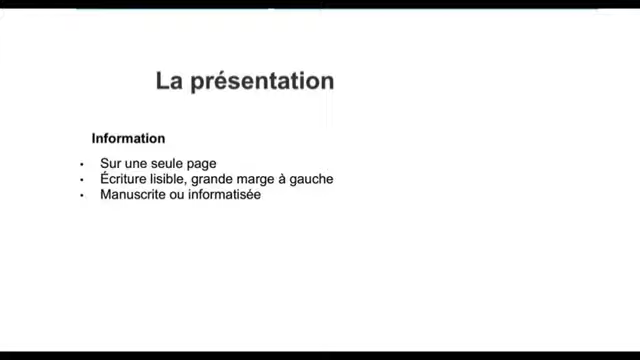 La présentation
Information
• Sur une seule page
• Écriture lisible, grande marge à gauche
• Manuscrite ou informatisée